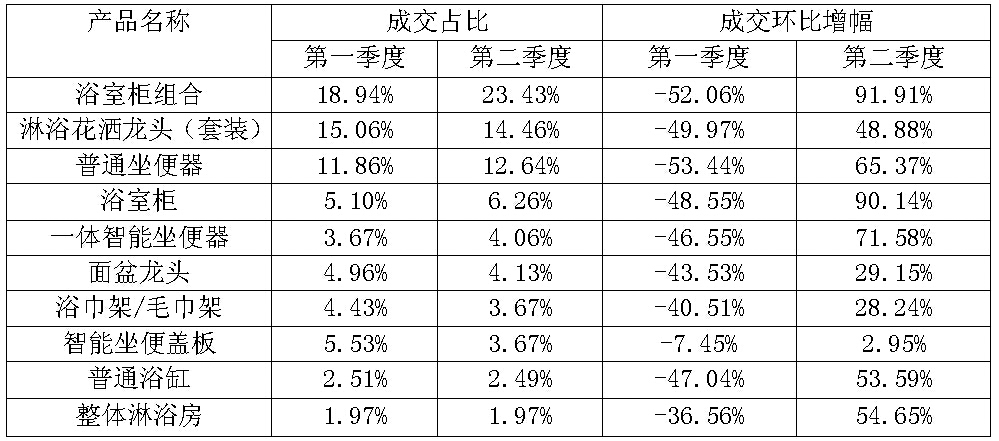 产品名称 成交占比 成交环比增幅
第一季度 第二季度 第一季度 第二季度
浴室柜组合 18.94% 23.43% -52.06% 91.91%
淋浴花洒龙头（套装） 15.06% 14.46% -49.97% 48.88%
普通坐便器 11.86% 12.64% -53.44% 65.37%
浴室柜 5.10% 6.26% -48.55% 90.14%
一体智能坐便器 3.67% 4.06% -46.55% 71.58%
面盆龙头 4.96% 4.13% -43.53% 29.15%
浴巾架/毛巾架 4.43% 3.67% -40.51% 28.24%
智能坐便盖板 5.53% 3.67% -7.45% 2.95%
普通浴缸 2.51% 2.49% -47.04% 53.59%
整体淋浴房 1.97% 1.97% -36.56% 54.65%